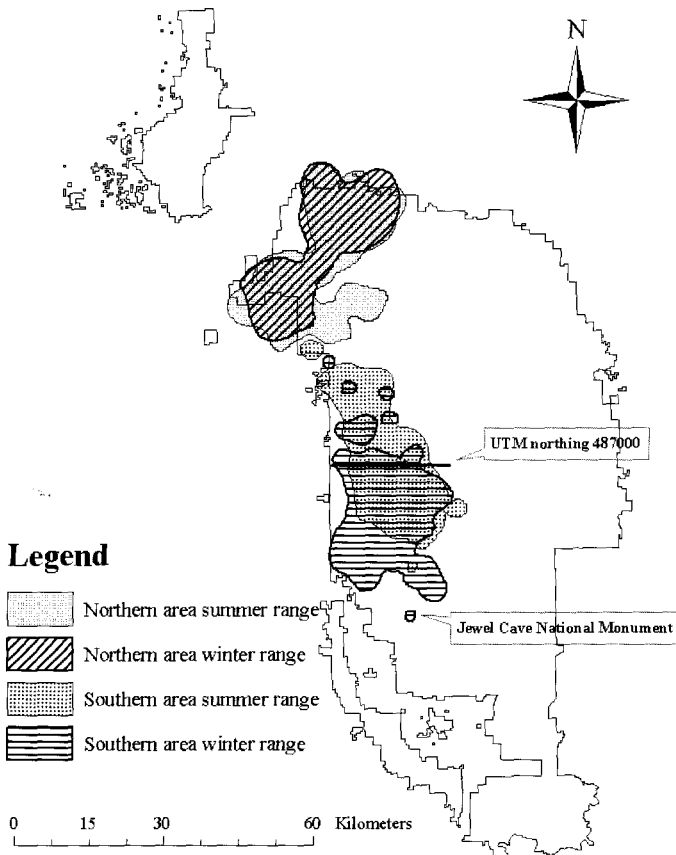 N
UTM northing 487000
Legend
Northern area summer range
Northern area winter range
Southern area summer range
Southern area winter range
Jewel Cave National Monument
0 15 30 60 Kilometers